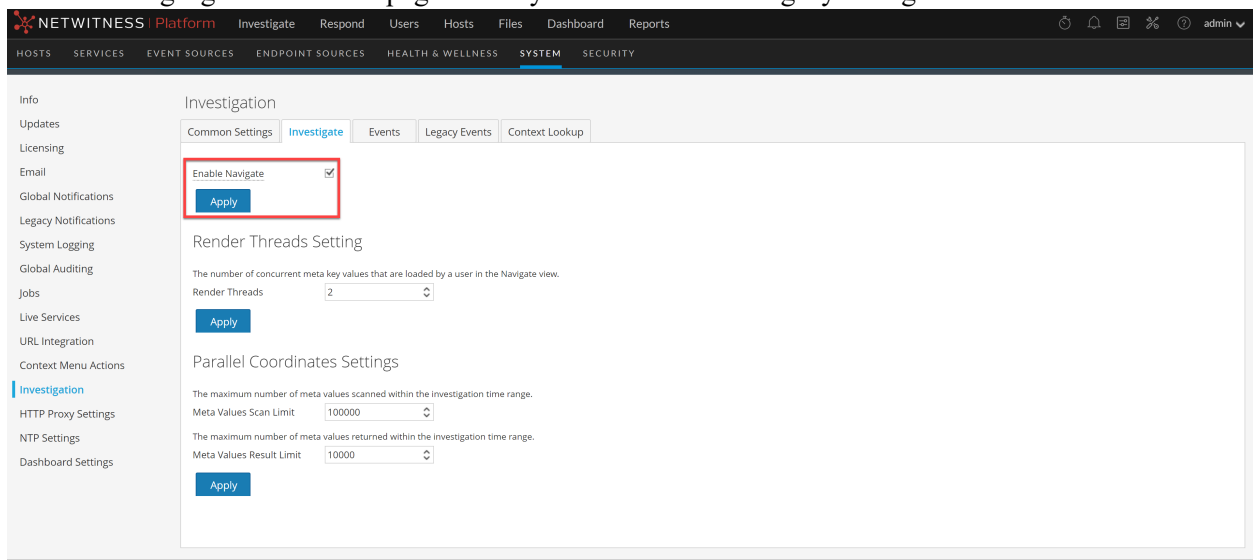 NETWITNESS | Platform Investigate Respond Users Hosts Files Dashboard Reports admin
HOSTS SERVICES EVENT SOURCES ENDPOINT SOURCES HEALTH & WELLNESS SYSTEM SECURITY
Info
Updates
Licensing
Email
Global Notifications
Legacy Notifications
System Logging
Global Auditing
Jobs
Live Services
URL Integration
Context Menu Actions
Investigation
HTTP Proxy Settings
NTP Settings
Dashboard Settings
Investigation
Common Settings Investigate Events Legacy Events Context Lookup
Enable Navigate
Apply
Render Threads Setting
The number of concurrent meta key values that are loaded by a user in the Navigate view.
Render Threads 2
Apply
Parallel Coordinates Settings
The maximum number of meta values scanned within the investigation time range.
Meta Values Scan Limit 100000
The maximum number of meta values returned within the investigation time range.
Meta Values Result Limit 10000
Apply